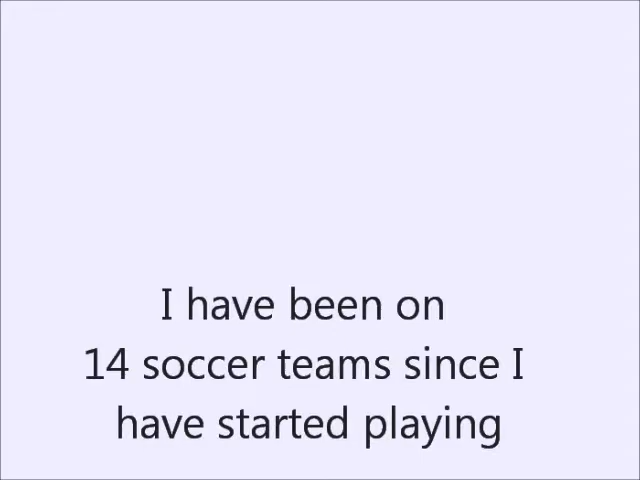 I have been on
14 soccer teams since I
have started playing